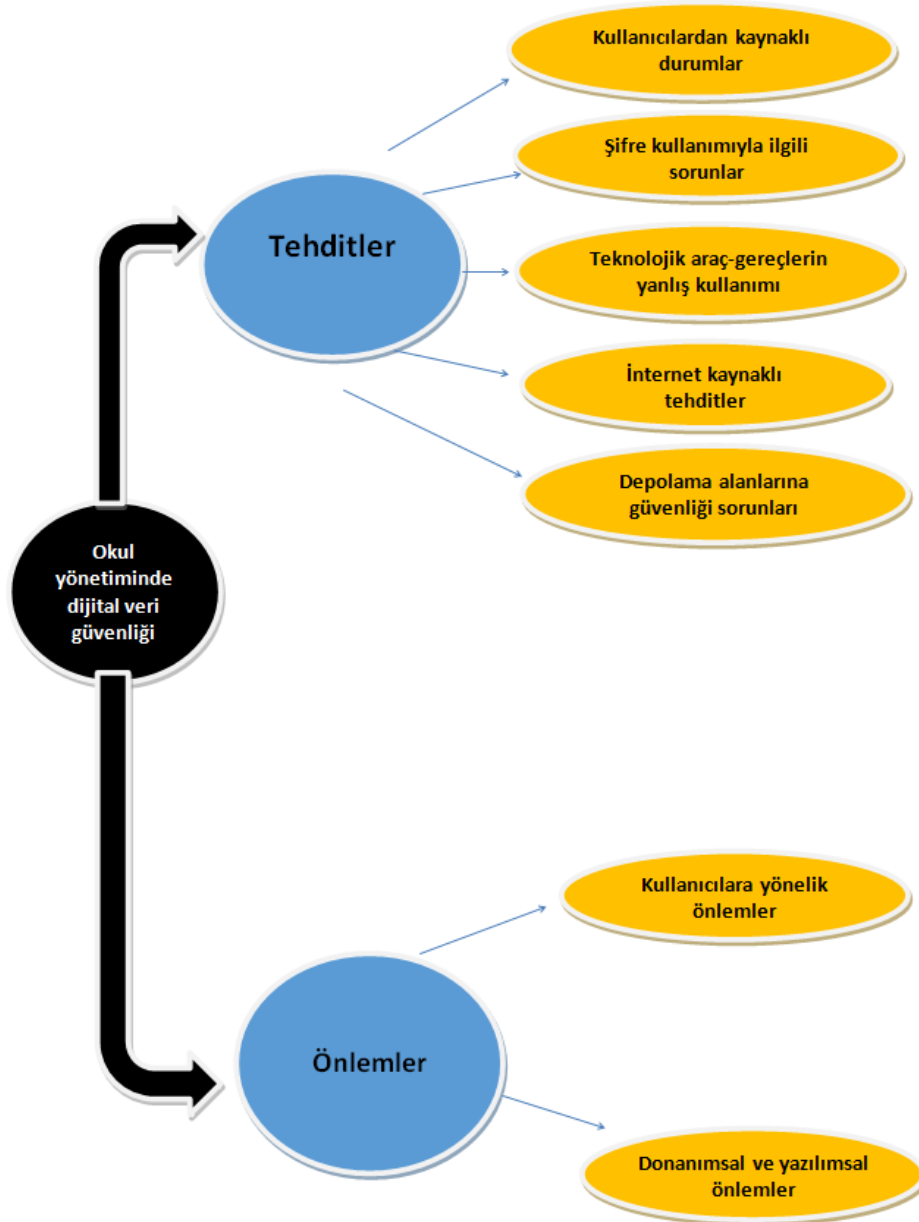 Kullanıcılardan kaynaklı
durumlar
Şifre kullanımıyla ilgili
sorunlar
Tehditler
Teknolojik araç-gereçlerin
yanlış kullanımı
İnternet kaynaklı
tehditler
Depolama alanlarına
güvenliği sorunları
Okul
yönetiminde
dijital veri
güvenliği
Kullanıcılara yönelik
önlemler
Önlemler
Donanımsal ve yazılımsal
önlemler